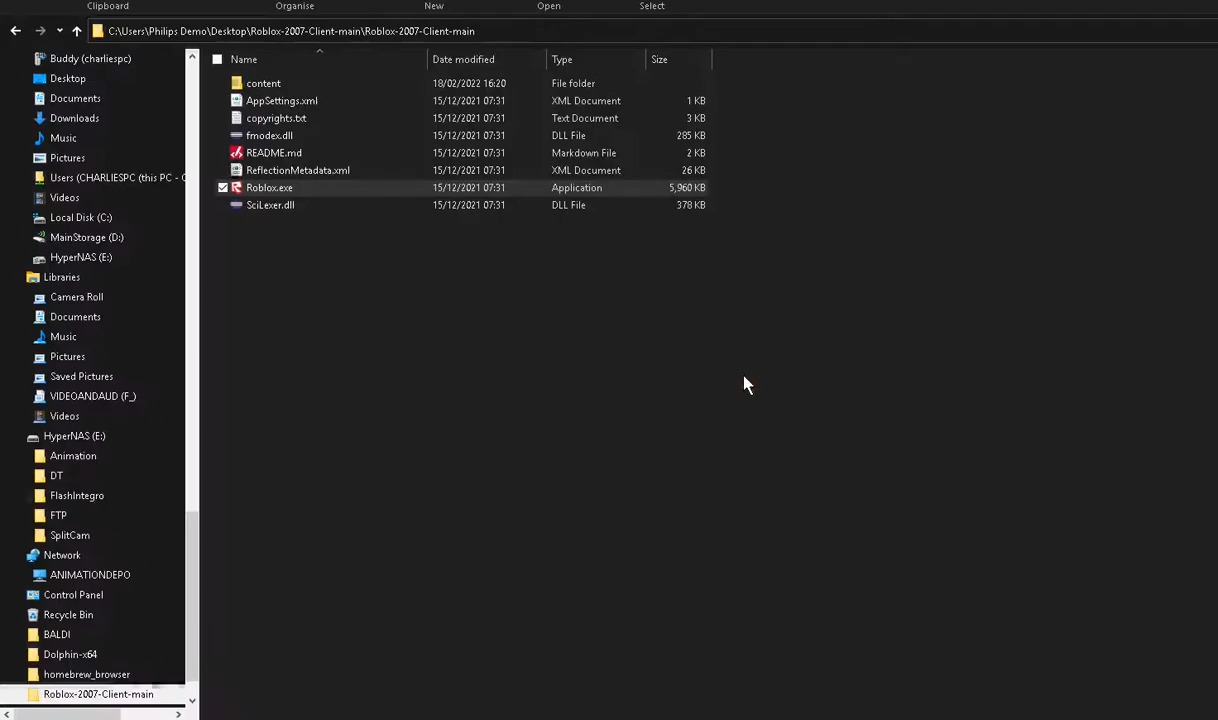 Clipboard Organise New Open Select
C:\Users\Philips Demo\Desktop\Roblox-2007-Client-main\Roblox-2007-Client-main
Buddy (charliespc)
Desktop
Documents
Downloads
Music
Pictures
Users (CHARLIESPC (this PC - C
Videos
Local Disk (C:)
MainStorage (D:)
HyperNAS (E:)
Libraries
Camera Roll
Documents
Music
Pictures
Saved Pictures
VIDEOANDAUD (F_)
Videos
HyperNAS (E:)
Animation
DT
FlashIntegro
FTP
SplitCam
Network
ANIMATIONDEPO
Control Panel
Recycle Bin
BALDI
Dolphin-x64
homebrew_browser
Roblox-2007-Client-main
Name Date modified Type Size
content 18/02/2022 16:20 File folder
AppSettings.xml 15/12/2021 07:31 XML Document 1 KB
copyrights.txt 15/12/2021 07:31 Text Document 3 KB
fmodex.dll 15/12/2021 07:31 DLL File 285 KB
README.md 15/12/2021 07:31 Markdown File 2 KB
ReflectionMetadata.xml 15/12/2021 07:31 XML Document 26 KB
Roblox.exe 15/12/2021 07:31 Application 5,960 KB
SciLexer.dll 15/12/2021 07:31 DLL File 378 KB